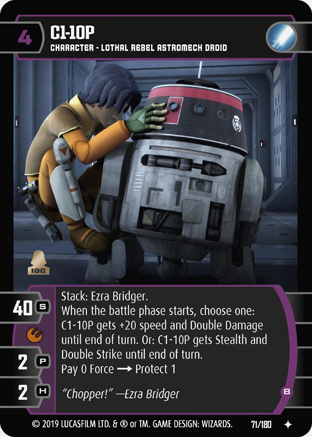 4
C1-10P
CHARACTER - LOTHAL REBEL ASTROMECH DROID
IDC
40 S
2 P
2 H
Stack: Ezra Bridger.
When the battle phase starts, choose one:
C1-10P gets +20 speed and Double Damage
until end of turn. Or: C1-10P gets Stealth and
Double Strike until end of turn.
Pay 0 Force → Protect 1
"Chopper!" —Ezra Bridger
B
© 2019 LUCASFILM LTD. & ® or TM. GAME DESIGN: WIZARDS.
71/180